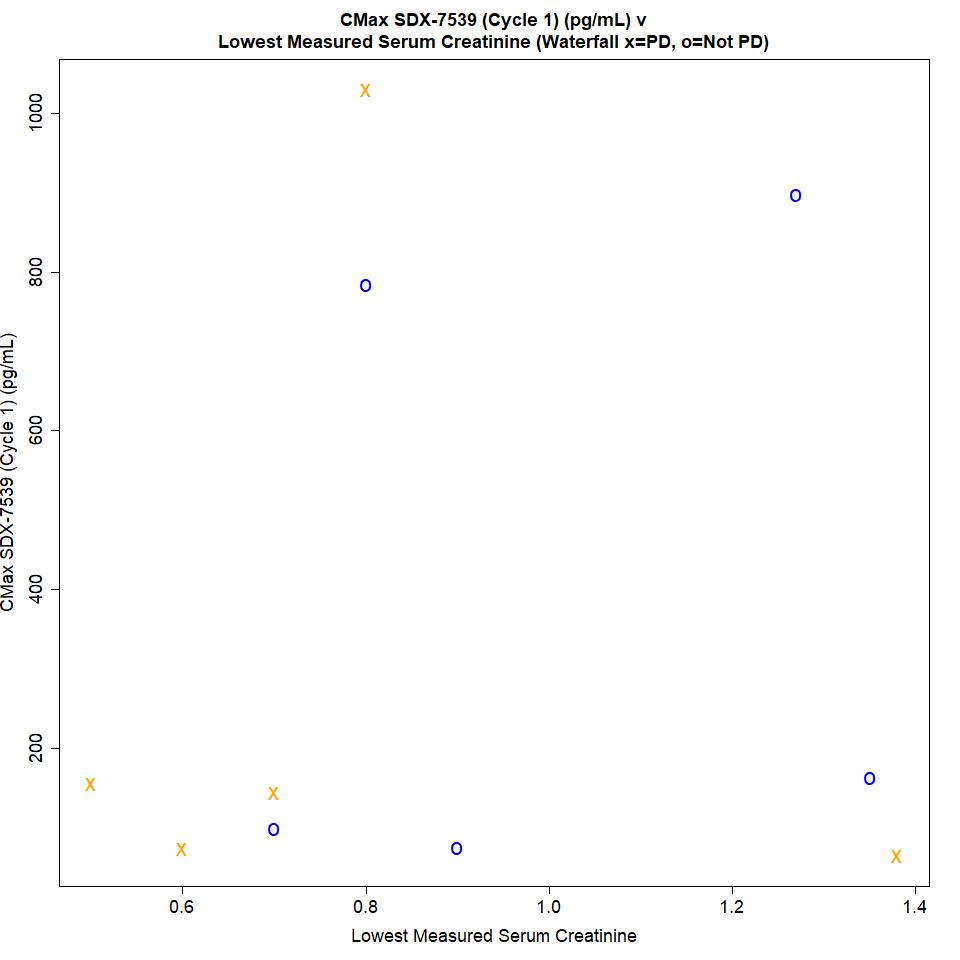 CMax SDX-7539 (Cycle 1) (pg/mL) v
Lowest Measured Serum Creatinine (Waterfall x=PD, o=Not PD)
CMax SDX-7539 (Cycle 1) (pg/mL)
1000
800
600
400
200
X
O
O
X
X
O
O
X
O
X
0.6
0.8
1.0
1.2
1.4
Lowest Measured Serum Creatinine